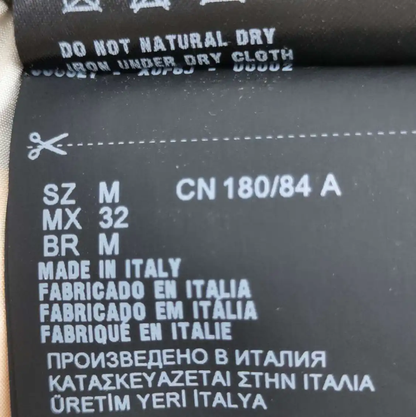 DO NOT NATURAL DRY
IRON UNDER DRY CLOTH
SZ M CN 180/84 A
MX 32
BR M
MADE IN ITALY
FABRICADO EN ITALIA
FABRICADO EM ITÁLIA
FABRIQUÉ EN ITALIE
ПРОИЗВЕДЕНО В ИТАЛИЯ
ΚΑΤΑΣΚΕΥΑΖΕΤΑΙ ΣΤΗΝ ΙΤΑΛΙΑ
ÜRETİM YERİ İTALYA